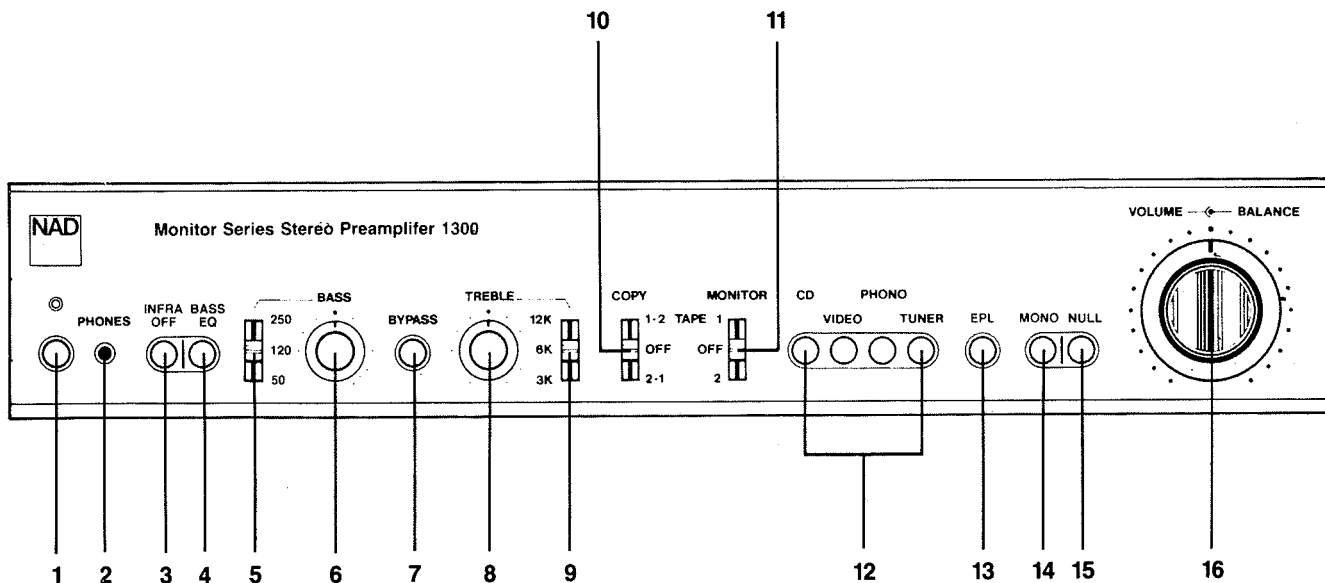 10 11
NAD
Monitor Series Stereo Preamplifer 1300
VOLUME BALANCE
PHONES
INFRA OFF
BASS EQ
BASS
250
120
50
BYPASS
TREBLE
12K
6K
3K
COPY
1-2
OFF
2-1
TAPE
MONITOR
1
OFF
2
CD
VIDEO
PHONO
TUNER
EPL
MONO NULL
1 2 3 4 5 6 7 8 9 12 13 14 15 16